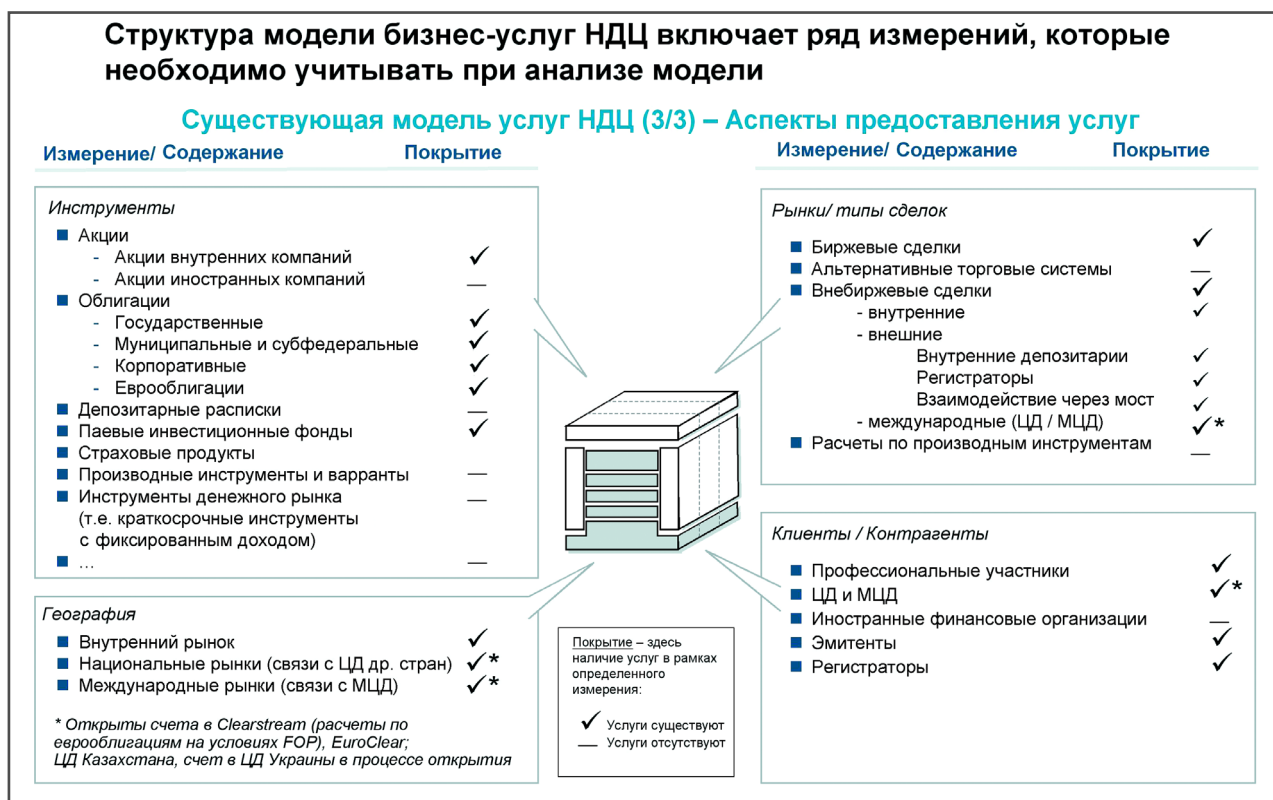 Структура модели бизнес-услуг НДЦ включает ряд измерений, которые
необходимо учитывать при анализе модели
Существующая модель услуг НДЦ (3/3) – Аспекты предоставления услуг
Измерение/ Содержание Покрытие
Инструменты
■ Акции
- Акции внутренних компаний ✓
- Акции иностранных компаний —
■ Облигации
- Государственные ✓
- Муниципальные и субфедеральные ✓
- Корпоративные ✓
- Еврооблигации ✓
■ Депозитарные расписки —
■ Паевые инвестиционные фонды ✓
■ Страховые продукты
■ Производные инструменты и варранты —
■ Инструменты денежного рынка —
(т.е. краткосрочные инструменты
с фиксированным доходом)
■ ... —
География
■ Внутренний рынок ✓
■ Национальные рынки (связи с ЦД др. стран) ✓*
■ Международные рынки (связи с МЦД) ✓*
* Открыты счета в Clearstream (расчеты по
еврооблигациям на условиях FOP), EuroClear;
ЦД Казахстана, счет в ЦД Украины в процессе открытия
Покрытие – здесь
наличие услуг в рамках
определенного
измерения:
✓ Услуги существуют
— Услуги отсутствуют
Измерение/ Содержание Покрытие
Рынки/ типы сделок
■ Биржевые сделки ✓
■ Альтернативные торговые системы —
■ Внебиржевые сделки ✓
- внутренние ✓
- внешние
Внутренние депозитарии ✓
Регистраторы ✓
Взаимодействие через мост ✓
- международные (ЦД / МЦД) ✓*
■ Расчеты по производным инструментам —
Клиенты / Контрагенты
■ Профессиональные участники ✓
■ ЦД и МЦД ✓*
■ Иностранные финансовые организации —
■ Эмитенты ✓
■ Регистраторы ✓